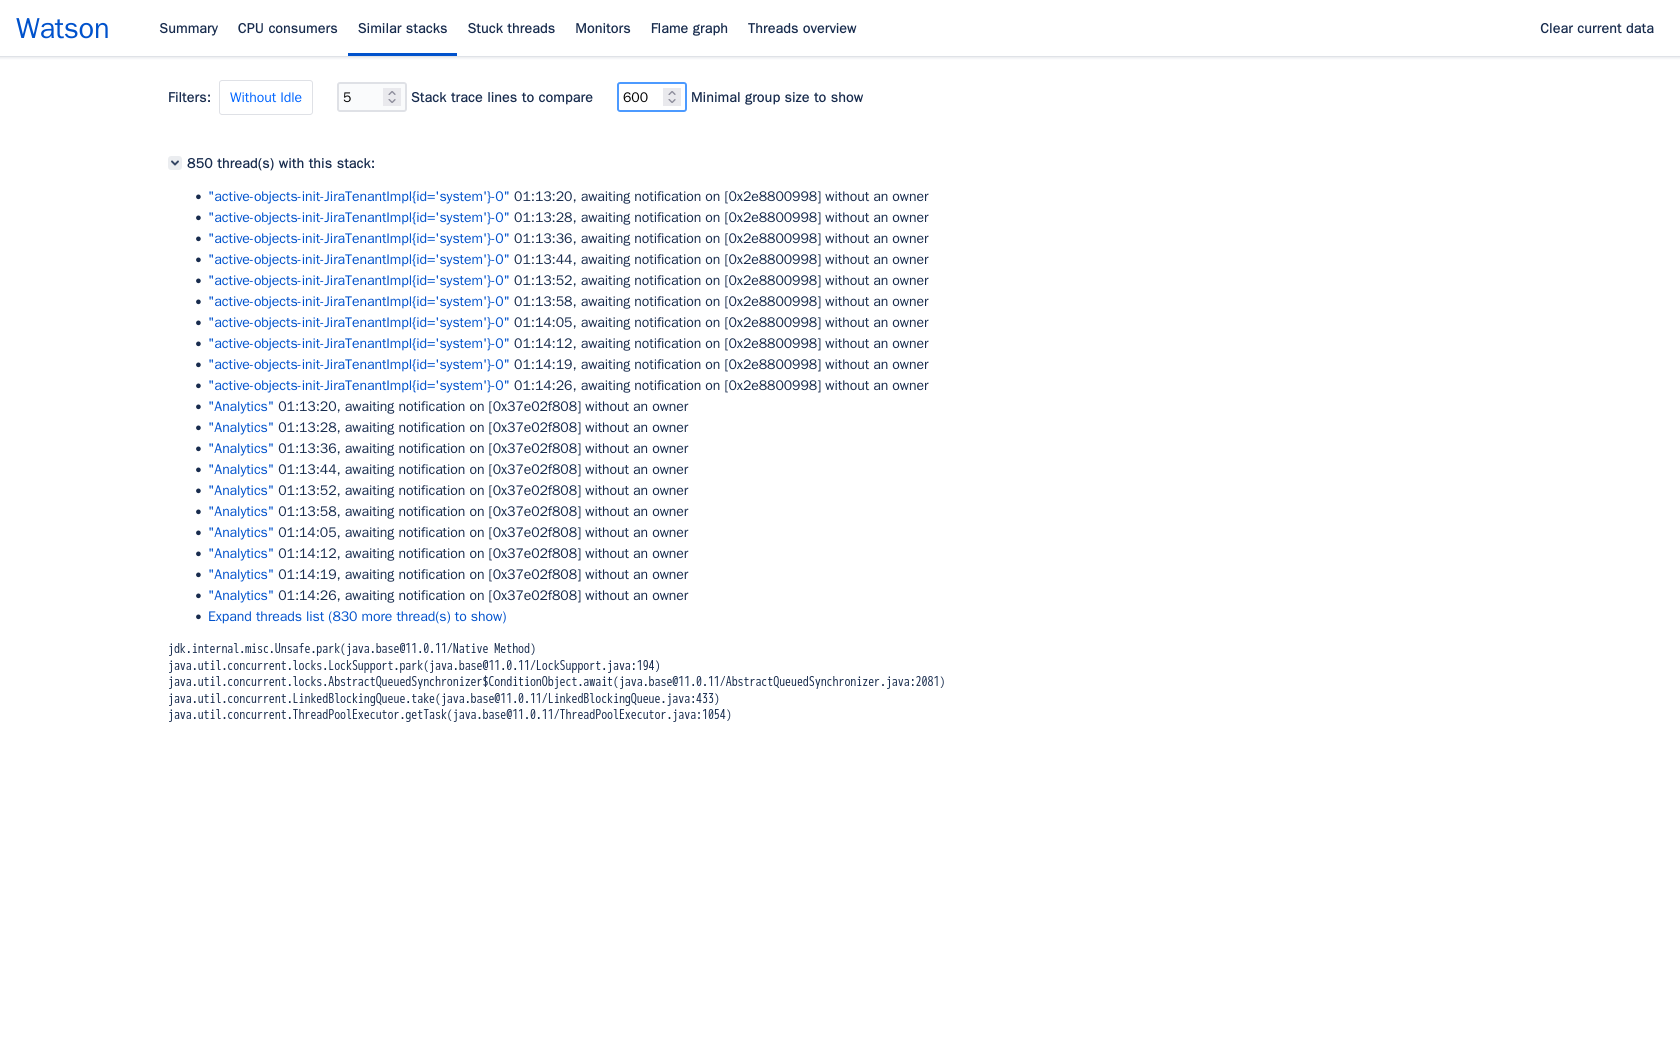 Watson
Summary CPU consumers Similar stacks Stuck threads Monitors Flame graph Threads overview Clear current data
Filters: Without Idle 5 Stack trace lines to compare 600 Minimal group size to show
850 thread(s) with this stack:
• "active-objects-init-JiraTenantImpl{id='system'}-0" 01:13:20, awaiting notification on [0x2e8800998] without an owner
• "active-objects-init-JiraTenantImpl{id='system'}-0" 01:13:28, awaiting notification on [0x2e8800998] without an owner
• "active-objects-init-JiraTenantImpl{id='system'}-0" 01:13:36, awaiting notification on [0x2e8800998] without an owner
• "active-objects-init-JiraTenantImpl{id='system'}-0" 01:13:44, awaiting notification on [0x2e8800998] without an owner
• "active-objects-init-JiraTenantImpl{id='system'}-0" 01:13:52, awaiting notification on [0x2e8800998] without an owner
• "active-objects-init-JiraTenantImpl{id='system'}-0" 01:13:58, awaiting notification on [0x2e8800998] without an owner
• "active-objects-init-JiraTenantImpl{id='system'}-0" 01:14:05, awaiting notification on [0x2e8800998] without an owner
• "active-objects-init-JiraTenantImpl{id='system'}-0" 01:14:12, awaiting notification on [0x2e8800998] without an owner
• "active-objects-init-JiraTenantImpl{id='system'}-0" 01:14:19, awaiting notification on [0x2e8800998] without an owner
• "active-objects-init-JiraTenantImpl{id='system'}-0" 01:14:26, awaiting notification on [0x2e8800998] without an owner
• "Analytics" 01:13:20, awaiting notification on [0x37e02f808] without an owner
• "Analytics" 01:13:28, awaiting notification on [0x37e02f808] without an owner
• "Analytics" 01:13:36, awaiting notification on [0x37e02f808] without an owner
• "Analytics" 01:13:44, awaiting notification on [0x37e02f808] without an owner
• "Analytics" 01:13:52, awaiting notification on [0x37e02f808] without an owner
• "Analytics" 01:13:58, awaiting notification on [0x37e02f808] without an owner
• "Analytics" 01:14:05, awaiting notification on [0x37e02f808] without an owner
• "Analytics" 01:14:12, awaiting notification on [0x37e02f808] without an owner
• "Analytics" 01:14:19, awaiting notification on [0x37e02f808] without an owner
• "Analytics" 01:14:26, awaiting notification on [0x37e02f808] without an owner
• Expand threads list (830 more thread(s) to show)
jdk.internal.misc.Unsafe.park(java.base@11.0.11/Native Method)
java.util.concurrent.locks.LockSupport.park(java.base@11.0.11/LockSupport.java:194)
java.util.concurrent.locks.AbstractQueuedSynchronizer$ConditionObject.await(java.base@11.0.11/AbstractQueuedSynchronizer.java:2081)
java.util.concurrent.LinkedBlockingQueue.take(java.base@11.0.11/LinkedBlockingQueue.java:433)
java.util.concurrent.ThreadPoolExecutor.getTask(java.base@11.0.11/ThreadPoolExecutor.java:1054)